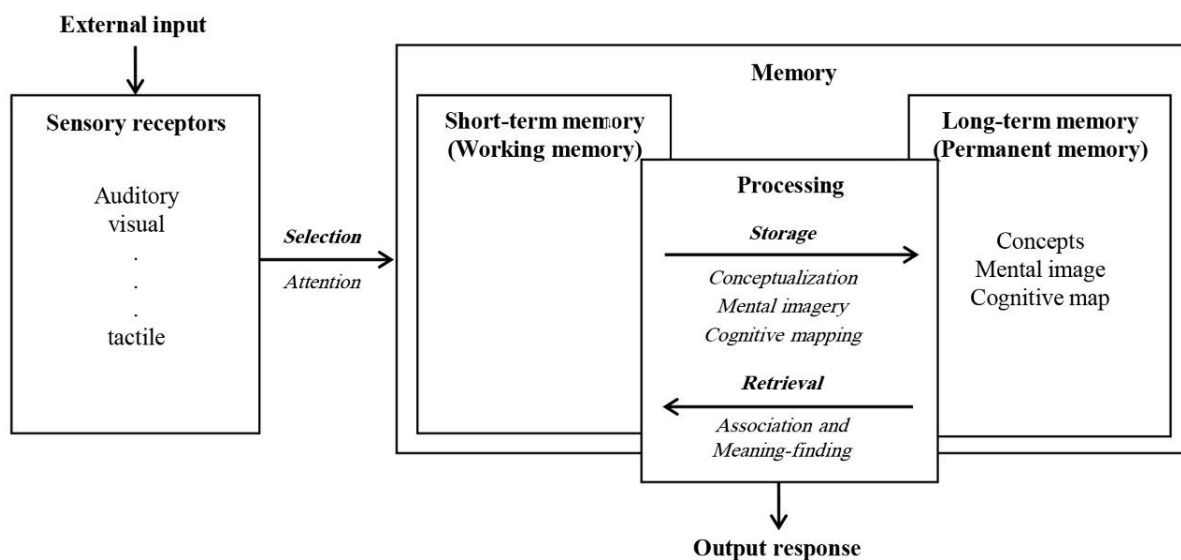 External input
Sensory receptors
Auditory
visual
.
.
.
tactile
Selection
Attention
Memory
Short-term memory
(Working memory)
Processing
Storage
Conceptualization
Mental imagery
Cognitive mapping
Retrieval
Association and
Meaning-finding
Long-term memory
(Permanent memory)
Concepts
Mental image
Cognitive map
Output response